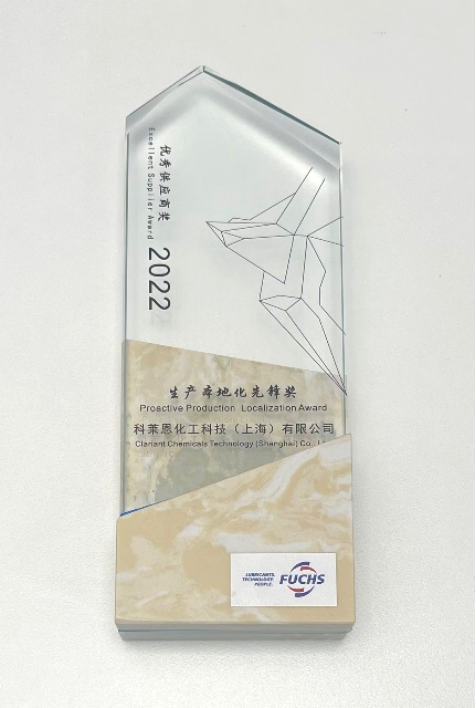 优秀供应商奖
Excellent Supplier Award
2022
生产本地化先锋奖
Proactive Production Localization Award
科莱恩化工科技（上海）有限公司
Clariant Chemicals Technology (Shanghai) Co., L
LUBRICANTS.
TECHNOLOGY.
PEOPLE.
FUCHS